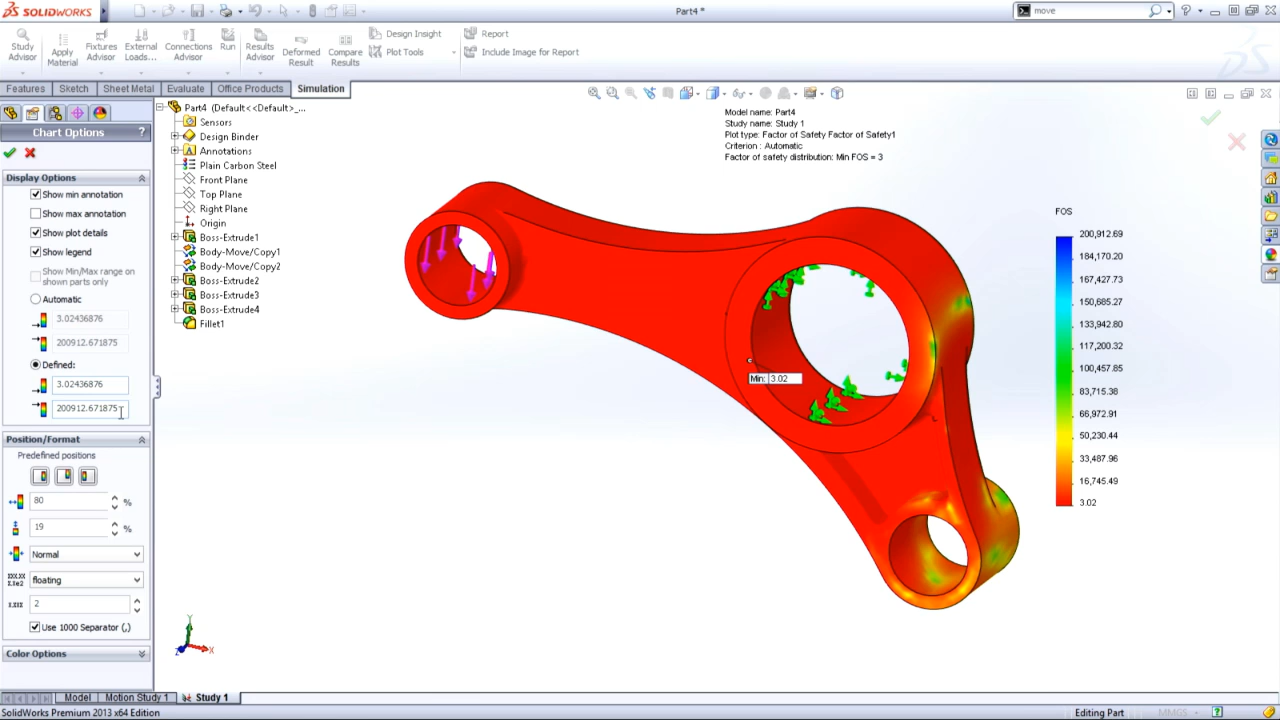 SOLIDWORKS
Part4 *
move
Study Advisor
Apply Material
Fixtures Advisor
External Loads...
Connections Advisor
Run
Results Advisor
Deformed Result
Compare Results
Design Insight
Plot Tools
Report
Include Image for Report
Features
Sketch
Sheet Metal
Evaluate
Office Products
Simulation
Chart Options
?
Display Options
Show min annotation
Show max annotation
Show plot details
Show legend
Show Min/Max range on shown parts only
Automatic
3.02436876
200912.671875
Defined:
3.02436876
200912.671875
Position/Format
Predefined positions
80
%
19
%
Normal
floating
2
Use 1000 Separator (,)
Color Options
Part4 (Default<<Default>_...
Sensors
Design Binder
Annotations
Plain Carbon Steel
Front Plane
Top Plane
Right Plane
Origin
Boss-Extrude1
Body-Move/Copy1
Body-Move/Copy2
Boss-Extrude2
Boss-Extrude3
Boss-Extrude4
Fillet1
Model name: Part4
Study name: Study 1
Plot type: Factor of Safety Factor of Safety1
Criterion : Automatic
Factor of safety distribution: Min FOS = 3
Min: 3.02
FOS
200,912.69
184,170.20
167,427.73
150,685.27
133,942.80
117,200.32
100,457.85
83,715.38
66,972.91
50,230.44
33,487.96
16,745.49
3.02
Y
X
Z
Model
Motion Study 1
Study 1
SolidWorks Premium 2013 x64 Edition
Editing Part
MMGS